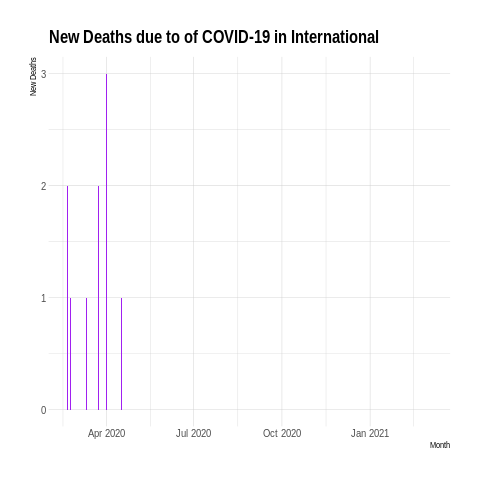 New Deaths due to of COVID-19 in International
New Deaths
3
2
1
0
Apr 2020 Jul 2020 Oct 2020 Jan 2021
Month